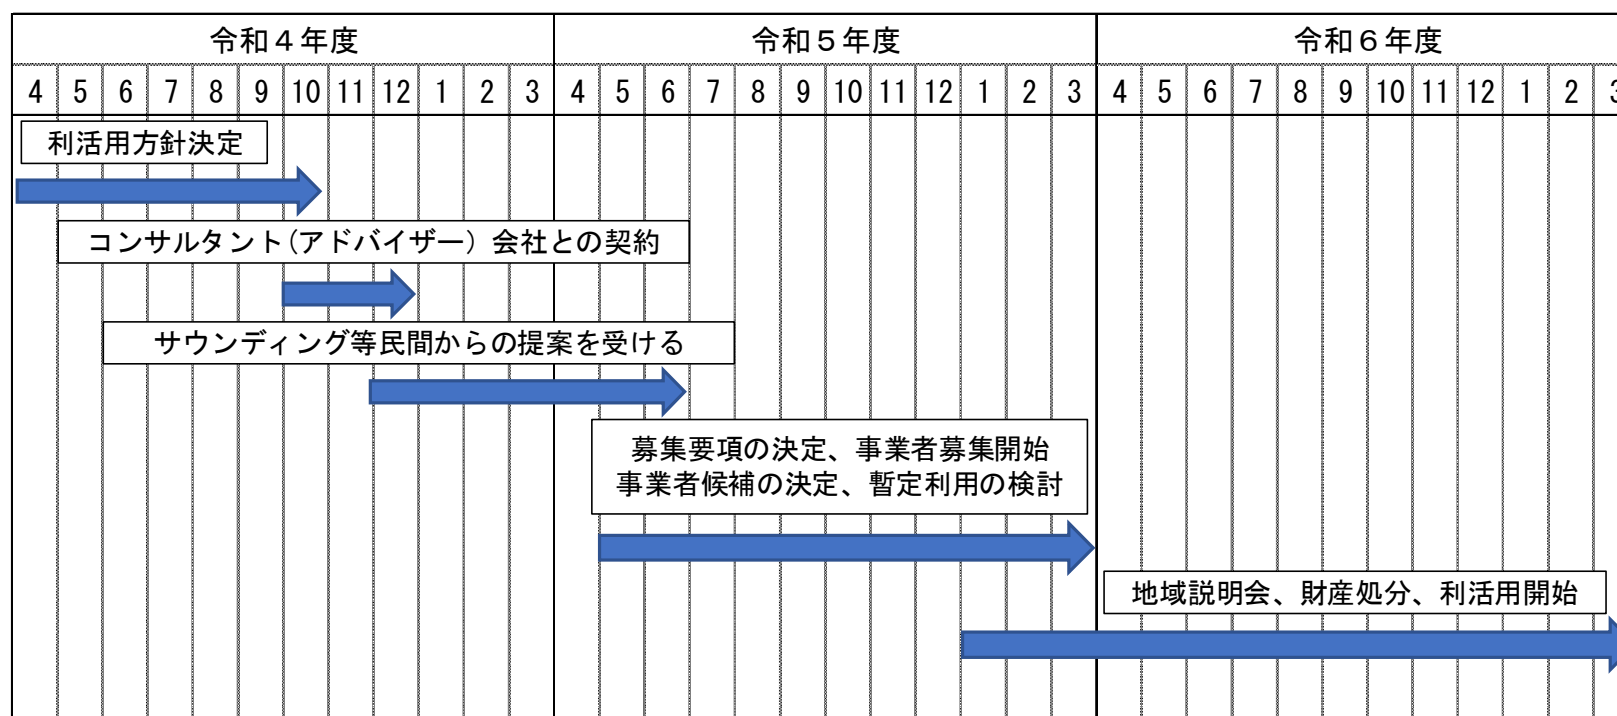 令和４年度 令和５年度 令和６年度
4 5 6 7 8 9 10 11 12 1 2 3 4 5 6 7 8 9 10 11 12 1 2 3 4 5 6 7 8 9 10 11 12 1 2 3
利活用方針決定
コンサルタント(アドバイザー）会社との契約
サウンディング等民間からの提案を受ける
募集要項の決定、事業者募集開始
事業者候補の決定、暫定利用の検討
地域説明会、財産処分、利活用開始